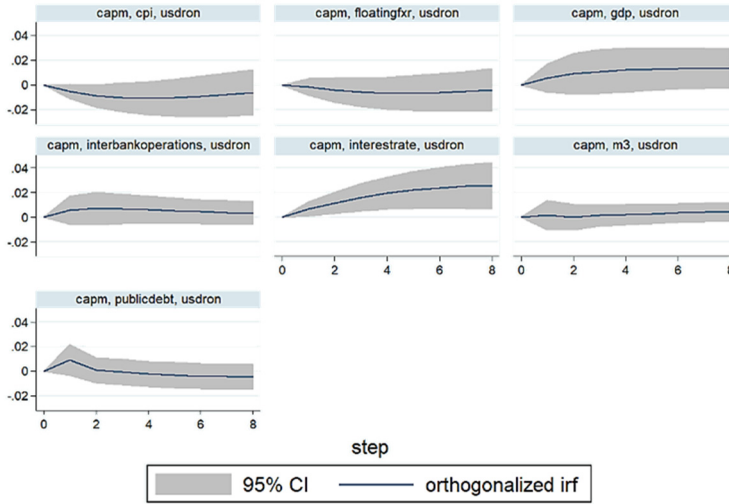 capm, cpi, usdron
capm, floatingfxr, usdron
capm, gdp, usdron
.04
.02
0
-.02
capm, interbankoperations, usdron
capm, interestrate, usdron
capm, m3, usdron
.04
.02
0
-.02
0 2 4 6 8
0 2 4 6 8
capm, publicdebt, usdron
.04
.02
0
-.02
0 2 4 6 8
step
95% CI
orthogonalized irf